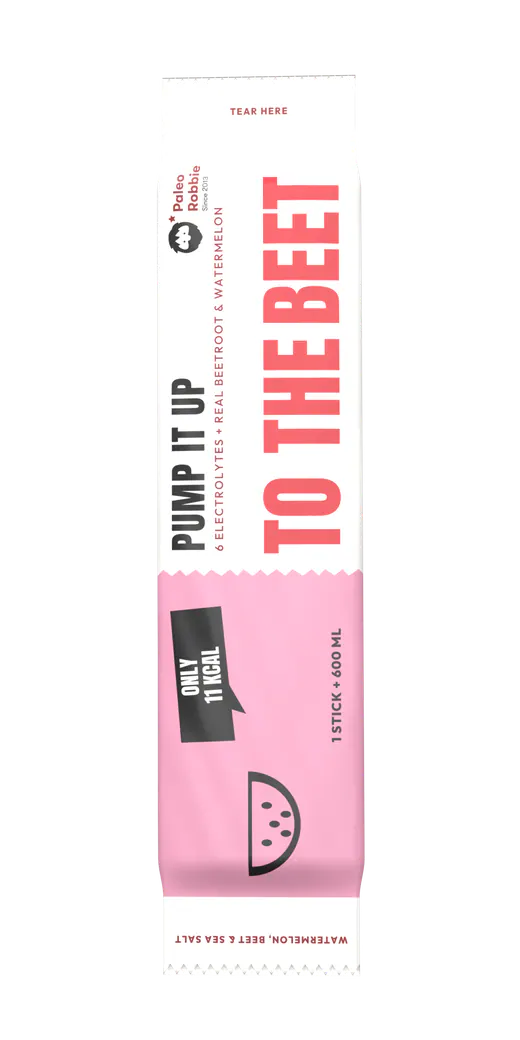 TEAR HERE
Paleo
Robbie
Since 2013
PUMP IT UP
6 ELECTROLYTES + REAL BEETROOT & WATERMELON
TO THE BEET
ONLY
11 KCAL
1 STICK + 600 ML
WATERMELON, BEET & SEA SALT